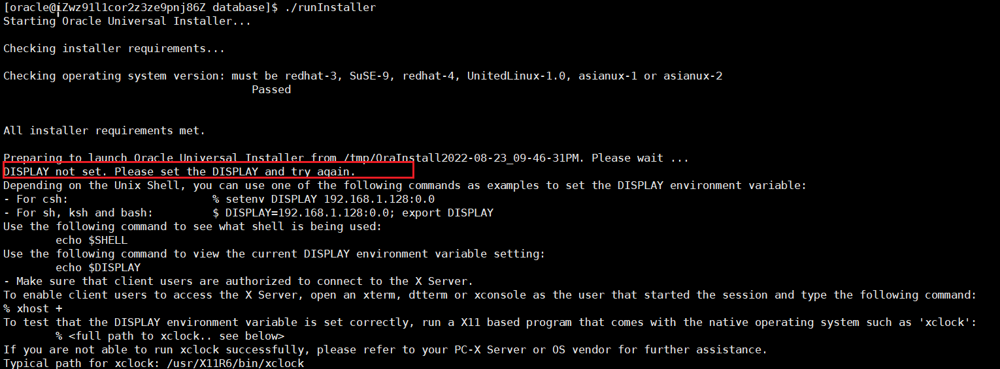 [oracle@iZwz91l1cor2z3ze9pnj86Z database]$ ./runInstaller
Starting Oracle Universal Installer...
Checking installer requirements...
Checking operating system version: must be redhat-3, SuSE-9, redhat-4, UnitedLinux-1.0, asianux-1 or asianux-2
Passed
All installer requirements met.
Preparing to launch Oracle Universal Installer from /tmp/OraInstall2022-08-23_09-46-31PM. Please wait ...
DISPLAY not set. Please set the DISPLAY and try again.
Depending on the Unix Shell, you can use one of the following commands as examples to set the DISPLAY environment variable:
- For csh: % setenv DISPLAY 192.168.1.128:0.0
- For sh, ksh and bash: $ DISPLAY=192.168.1.128:0.0; export DISPLAY
Use the following command to see what shell is being used:
echo $SHELL
Use the following command to view the current DISPLAY environment variable setting:
echo $DISPLAY
- Make sure that client users are authorized to connect to the X Server.
To enable client users to access the X Server, open an xterm, dtterm or xconsole as the user that started the session and type the following command:
% xhost +
To test that the DISPLAY environment variable is set correctly, run a X11 based program that comes with the native operating system such as 'xclock':
% <full path to xclock.. see below>
If you are not able to run xclock successfully, please refer to your PC-X Server or OS vendor for further assistance.
Typical path for xclock: /usr/X11R6/bin/xclock